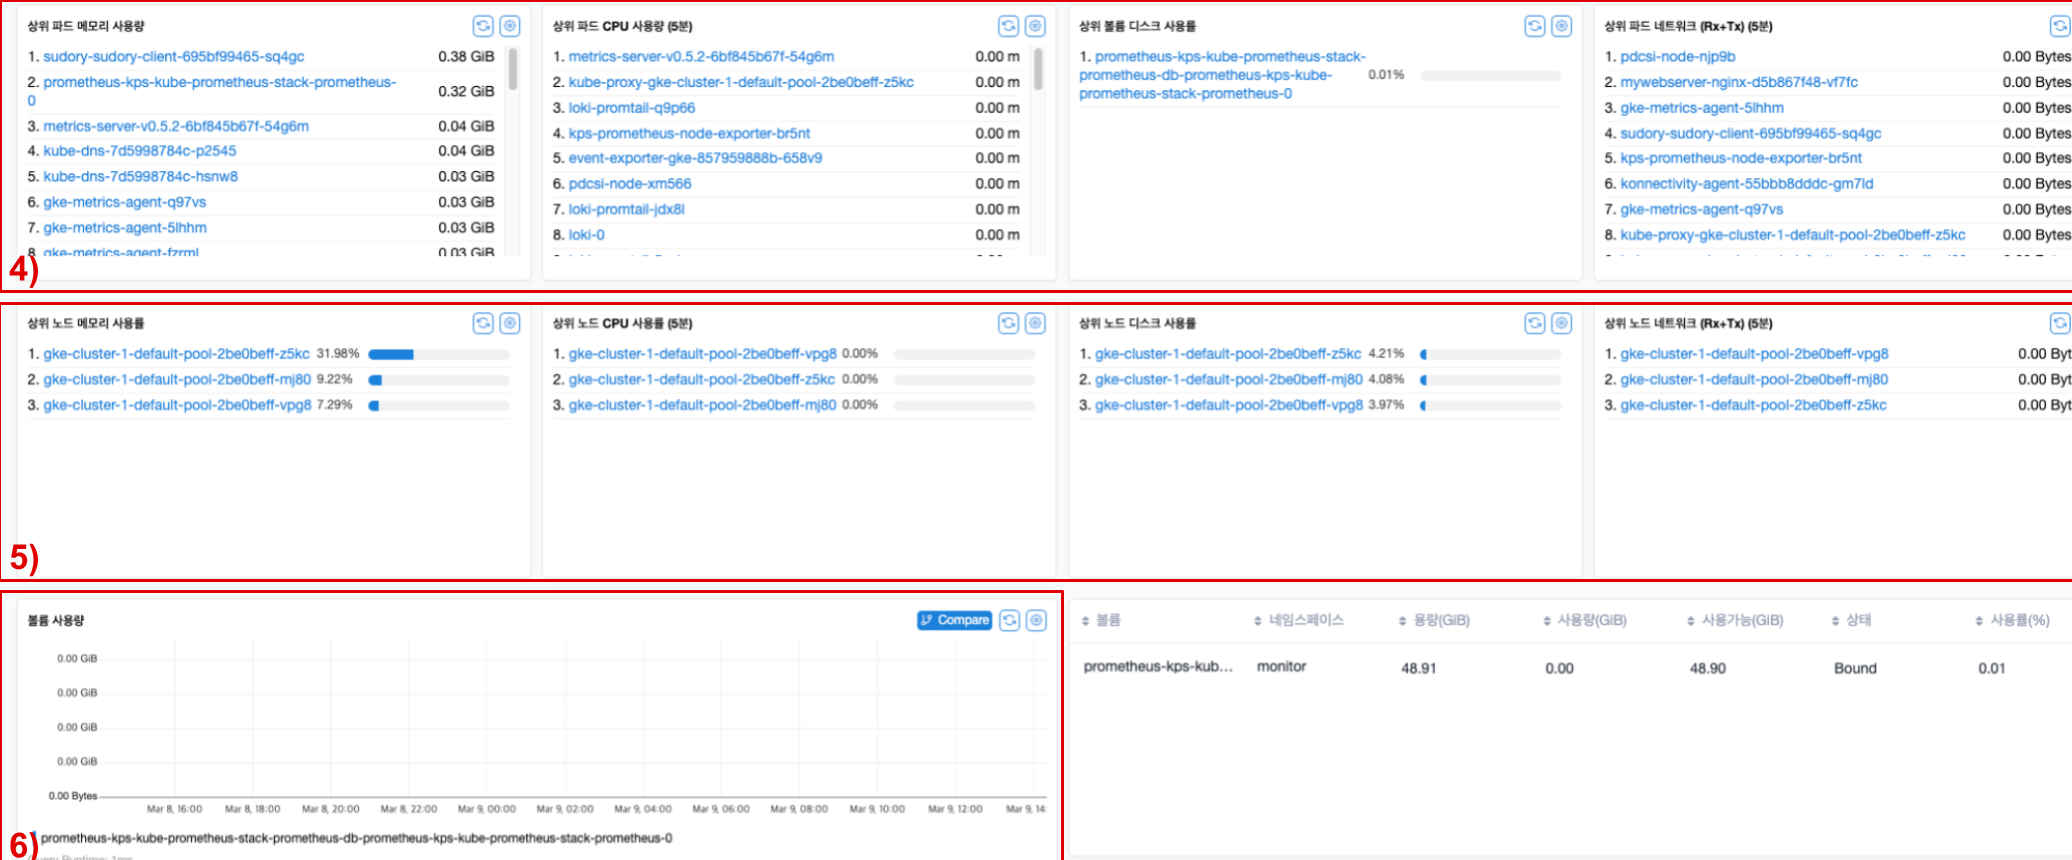 상위 파드 메모리 사용량
1. sudory-sudory-client-695bf99465-sq4gc 0.38 GiB
2. prometheus-kps-kube-prometheus-stack-prometheus-
0 0.32 GiB
3. metrics-server-v0.5.2-6bf845b67f-54g6m 0.04 GiB
4. kube-dns-7d5998784c-p2545 0.04 GiB
5. kube-dns-7d5998784c-hsnw8 0.03 GiB
6. gke-metrics-agent-q97vs 0.03 GiB
7. gke-metrics-agent-5lhhm 0.03 GiB
8. gke-metrics-agent-fzrml 0.03 GiB
4)
상위 파드 CPU 사용량 (5분)
1. metrics-server-v0.5.2-6bf845b67f-54g6m 0.00 m
2. kube-proxy-gke-cluster-1-default-pool-2be0beff-z5kc 0.00 m
3. loki-promtail-q9p66 0.00 m
4. kps-prometheus-node-exporter-br5nt 0.00 m
5. event-exporter-gke-857959888b-658v9 0.00 m
6. pdcsi-node-xm566 0.00 m
7. loki-promtail-jdx8l 0.00 m
8. loki-0 0.00 m
상위 볼륨 디스크 사용률
1. prometheus-kps-kube-prometheus-stack-
prometheus-db-prometheus-kps-kube- 0.01%
prometheus-stack-prometheus-0
상위 파드 네트워크 (Rx+Tx) (5분)
1. pdcsi-node-njp9b 0.00 Bytes
2. mywebserver-nginx-d5b867f48-vf7fc 0.00 Bytes
3. gke-metrics-agent-5lhhm 0.00 Bytes
4. sudory-sudory-client-695bf99465-sq4gc 0.00 Bytes
5. kps-prometheus-node-exporter-br5nt 0.00 Bytes
6. konnectivity-agent-55bbb8dddc-gm7ld 0.00 Bytes
7. gke-metrics-agent-q97vs 0.00 Bytes
8. kube-proxy-gke-cluster-1-default-pool-2be0beff-z5kc 0.00 Bytes
상위 노드 메모리 사용률
1. gke-cluster-1-default-pool-2be0beff-z5kc 31.98%
2. gke-cluster-1-default-pool-2be0beff-mj80 9.22%
3. gke-cluster-1-default-pool-2be0beff-vpg8 7.29%
5)
상위 노드 CPU 사용률 (5분)
1. gke-cluster-1-default-pool-2be0beff-vpg8 0.00%
2. gke-cluster-1-default-pool-2be0beff-z5kc 0.00%
3. gke-cluster-1-default-pool-2be0beff-mj80 0.00%
상위 노드 디스크 사용률
1. gke-cluster-1-default-pool-2be0beff-z5kc 4.21%
2. gke-cluster-1-default-pool-2be0beff-mj80 4.08%
3. gke-cluster-1-default-pool-2be0beff-vpg8 3.97%
상위 노드 네트워크 (Rx+Tx) (5분)
1. gke-cluster-1-default-pool-2be0beff-vpg8 0.00 Byt
2. gke-cluster-1-default-pool-2be0beff-mj80 0.00 Byt
3. gke-cluster-1-default-pool-2be0beff-z5kc 0.00 Byt
볼륨 사용량 Compare
0.00 GiB
0.00 GiB
0.00 GiB
0.00 GiB
0.00 Bytes
Mar 8, 16:00 Mar 8, 18:00 Mar 8, 20:00 Mar 8, 22:00 Mar 9, 00:00 Mar 9, 02:00 Mar 9, 04:00 Mar 9, 06:00 Mar 9, 08:00 Mar 9, 10:00 Mar 9, 12:00 Mar 9, 14:
prometheus-kps-kube-prometheus-stack-prometheus-db-prometheus-kps-kube-prometheus-stack-prometheus-0
6)
Query Runtime: 1ms
볼륨 네임스페이스 용량(GiB) 사용량(GiB) 사용가능(GiB) 상태 사용률(%)
prometheus-kps-kub... monitor 48.91 0.00 48.90 Bound 0.01